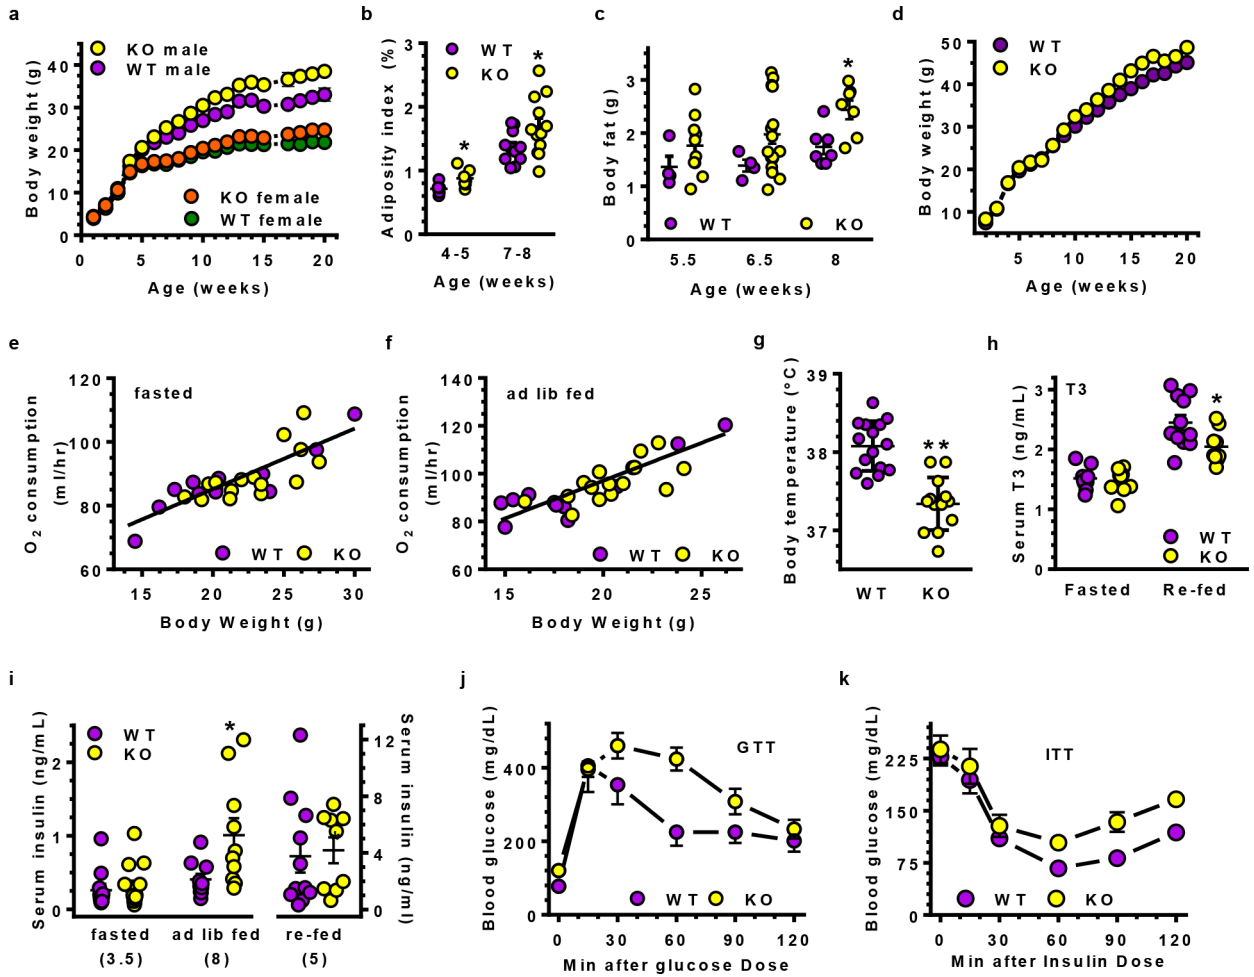 a
KO male
WT male
KO female
WT female
Body weight (g)
40
30
20
10
0
0 5 10 15 20
Age (weeks)
b
WT
KO
*
*
Adiposity index (%)
3
2
1
0
4-5 7-8
Age (weeks)
c
*
Body fat (g)
3
2
1
0
WT KO
5.5 6.5 8
Age (weeks)
d
WT
KO
Body weight (g)
50
40
30
20
10
5 10 15 20
Age (weeks)
e
fasted
O2 consumption
(ml/hr)
120
100
80
60
WT KO
15 20 25 30
Body Weight (g)
f
ad lib fed
O2 consumption
(ml/hr)
140
120
100
80
60
WT KO
15 20 25
Body Weight (g)
g
**
Body temperature (°C)
39
38
37
WT KO
h
T3
*
Serum T3 (ng/mL)
3
2
1
0
WT
KO
Fasted Re-fed
i
WT
KO
*
Serum insulin (ng/mL)
2
1
0
Serum insulin (ng/ml)
12
8
4
0
fasted ad lib fed re-fed
(3.5) (8) (5)
j
GTT
Blood glucose (mg/dL)
400
200
0
WT KO
0 30 60 90 120
Min after glucose Dose
k
ITT
Blood glucose (mg/dL)
225
150
75
0
WT KO
0 30 60 90 120
Min after Insulin Dose